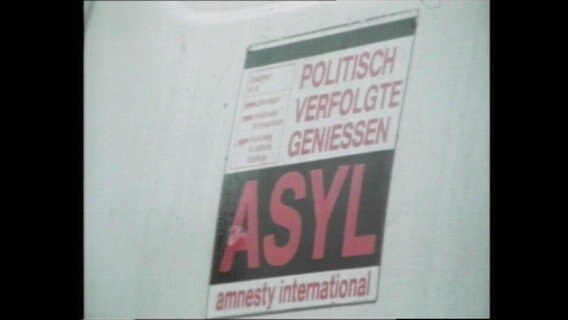 POLITISCH
VERFOLGTE
GENIESSEN
ASYL
amnesty international